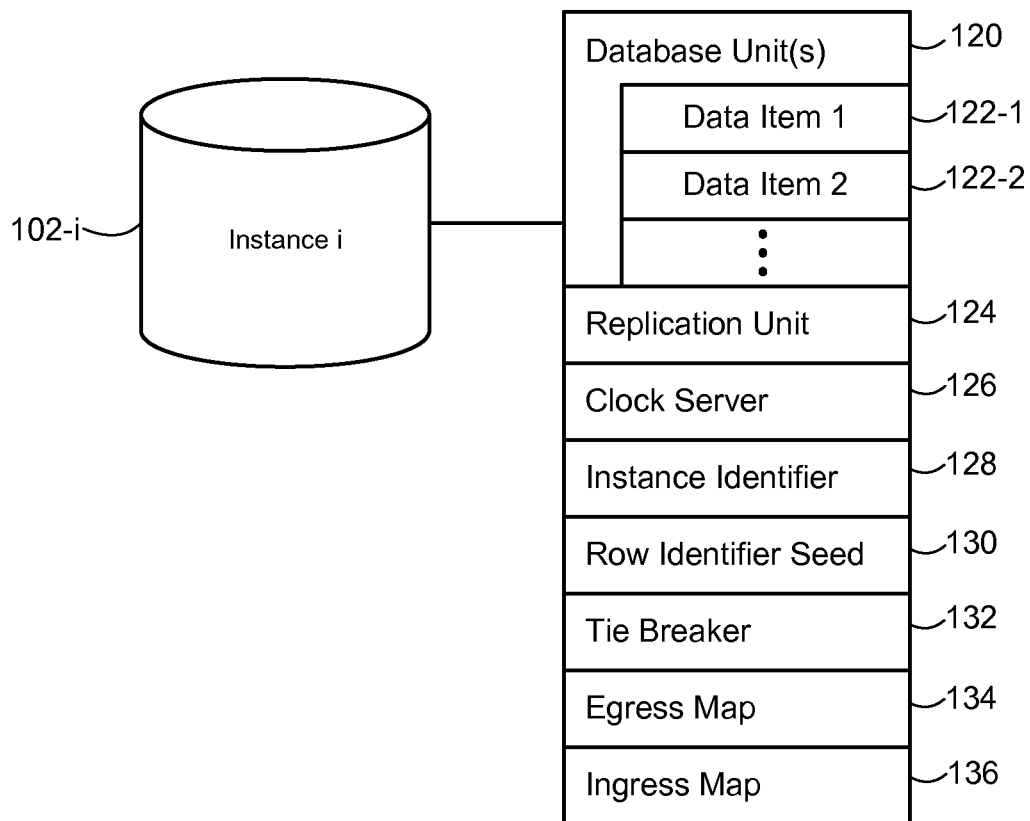 Database Unit(s) 120
Data Item 1 122-1
Data Item 2 122-2
102-i Instance i
Replication Unit 124
Clock Server 126
Instance Identifier 128
Row Identifier Seed 130
Tie Breaker 132
Egress Map 134
Ingress Map 136